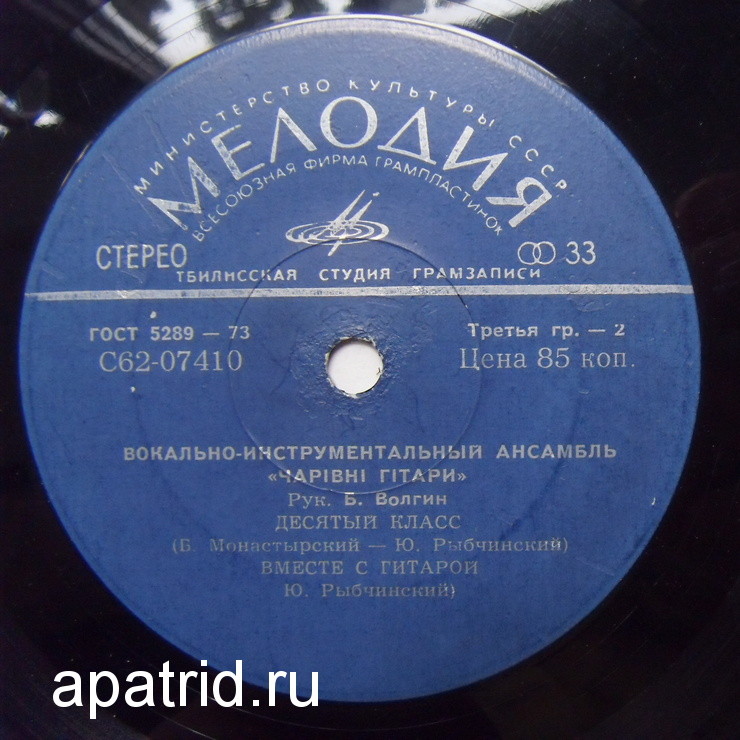 МИНИСТЕРСТВО КУЛЬТУРЫ СССР
МЕЛОДИЯ
ВСЕСОЮЗНАЯ ФИРМА ГРАМПЛАСТИНОК
СТЕРЕО 33
ТБИЛИССКАЯ СТУДИЯ ГРАМЗАПИСИ
ГОСТ 5289 — 73 Третья гр. — 2
С62-07410 Цена 85 коп.
ВОКАЛЬНО-ИНСТРУМЕНТАЛЬНЫЙ АНСАМБЛЬ
«ЧАРІВНІ ГІТАРИ»
Рук. Б. Волгин
ДЕСЯТЫЙ КЛАСС
(Б. Монастырский — Ю. Рыбчинский)
ВМЕСТЕ С ГИТАРОЙ
Ю. Рыбчинский)
apatrid.ru